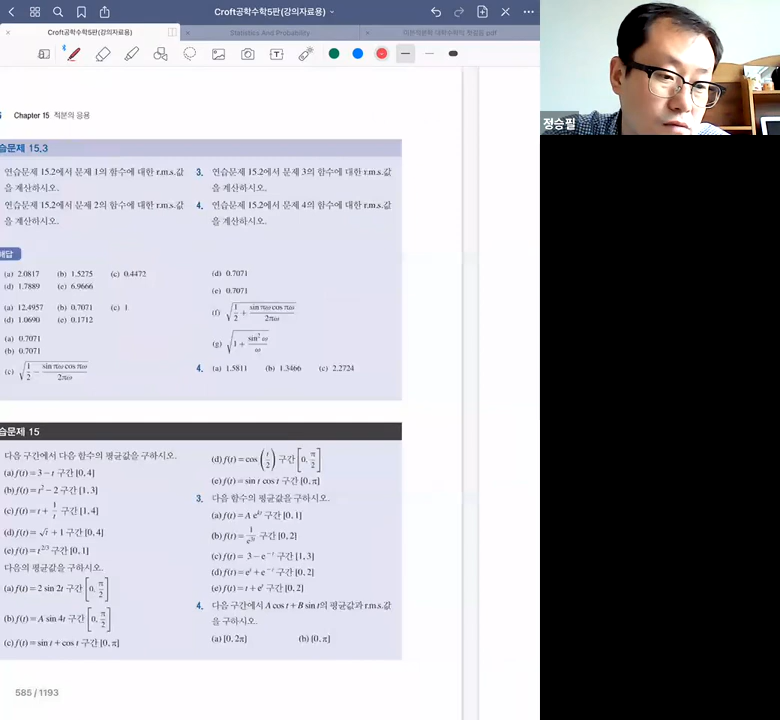 Croft공학수학5판(강의자료용)
Croft공학수학5판(강의자료용)
Statistics And Probability
Chapter 15 적분의 응용
습문제 15.3
연습문제 15.2에서 문제 1의 함수에 대한 r.m.s.값
을 계산하시오.
연습문제 15.2에서 문제 2의 함수에 대한 r.m.s.값
을 계산하시오.
3. 연습문제 15.2에서 문제 3의 함수에 대한 r.m.s.값
을 계산하시오.
4. 연습문제 15.2에서 문제 4의 함수에 대한 r.m.s.값
을 계산하시오.
해답
(a) 2.0817 (b) 1.5275 (c) 0.4472
(d) 1.7889 (e) 6.9666
(a) 12.4957 (b) 0.7071 (c) 1
(d) 1.0690 (e) 0.1712
(a) 0.7071
(b) 0.7071
(c) √(1/2 − sin πω cos πω/2πω)
(d) 0.7071
(e) 0.7071
(f) √(1/2 + sin πω cos πω/2πω)
(g) √(1 + sin² ω/ω)
4. (a) 1.5811 (b) 1.3466 (c) 2.2724
습문제 15
다음 구간에서 다음 함수의 평균값을 구하시오.
(a) f(t) = 3 − t 구간 [0, 4]
(b) f(t) = t² − 2 구간 [1, 3]
(c) f(t) = t + 1/t 구간 [1, 4]
(d) f(t) = √t + 1 구간 [0, 4]
(e) f(t) = t^2/3 구간 [0, 1]
다음의 평균값을 구하시오.
(a) f(t) = 2 sin 2t 구간 [0, π/2]
(b) f(t) = A sin 4t 구간 [0, π/2]
(c) f(t) = sin t + cos t 구간 [0, π]
(d) f(t) = cos (t/2) 구간 [0, π/2]
(e) f(t) = sin t cos t 구간 [0, π]
3. 다음 함수의 평균값을 구하시오.
(a) f(t) = A e^kt 구간 [0, 1]
(b) f(t) = 1/e^3t 구간 [0, 2]
(c) f(t) = 3 − e^−t 구간 [1, 3]
(d) f(t) = e^t + e^−t 구간 [0, 2]
(e) f(t) = t + e^t 구간 [0, 2]
4. 다음 구간에서 A cos t + B sin t의 평균값과 r.m.s.값
을 구하시오.
(a) [0, 2π] (b) [0, π]
585 / 1193
정승필